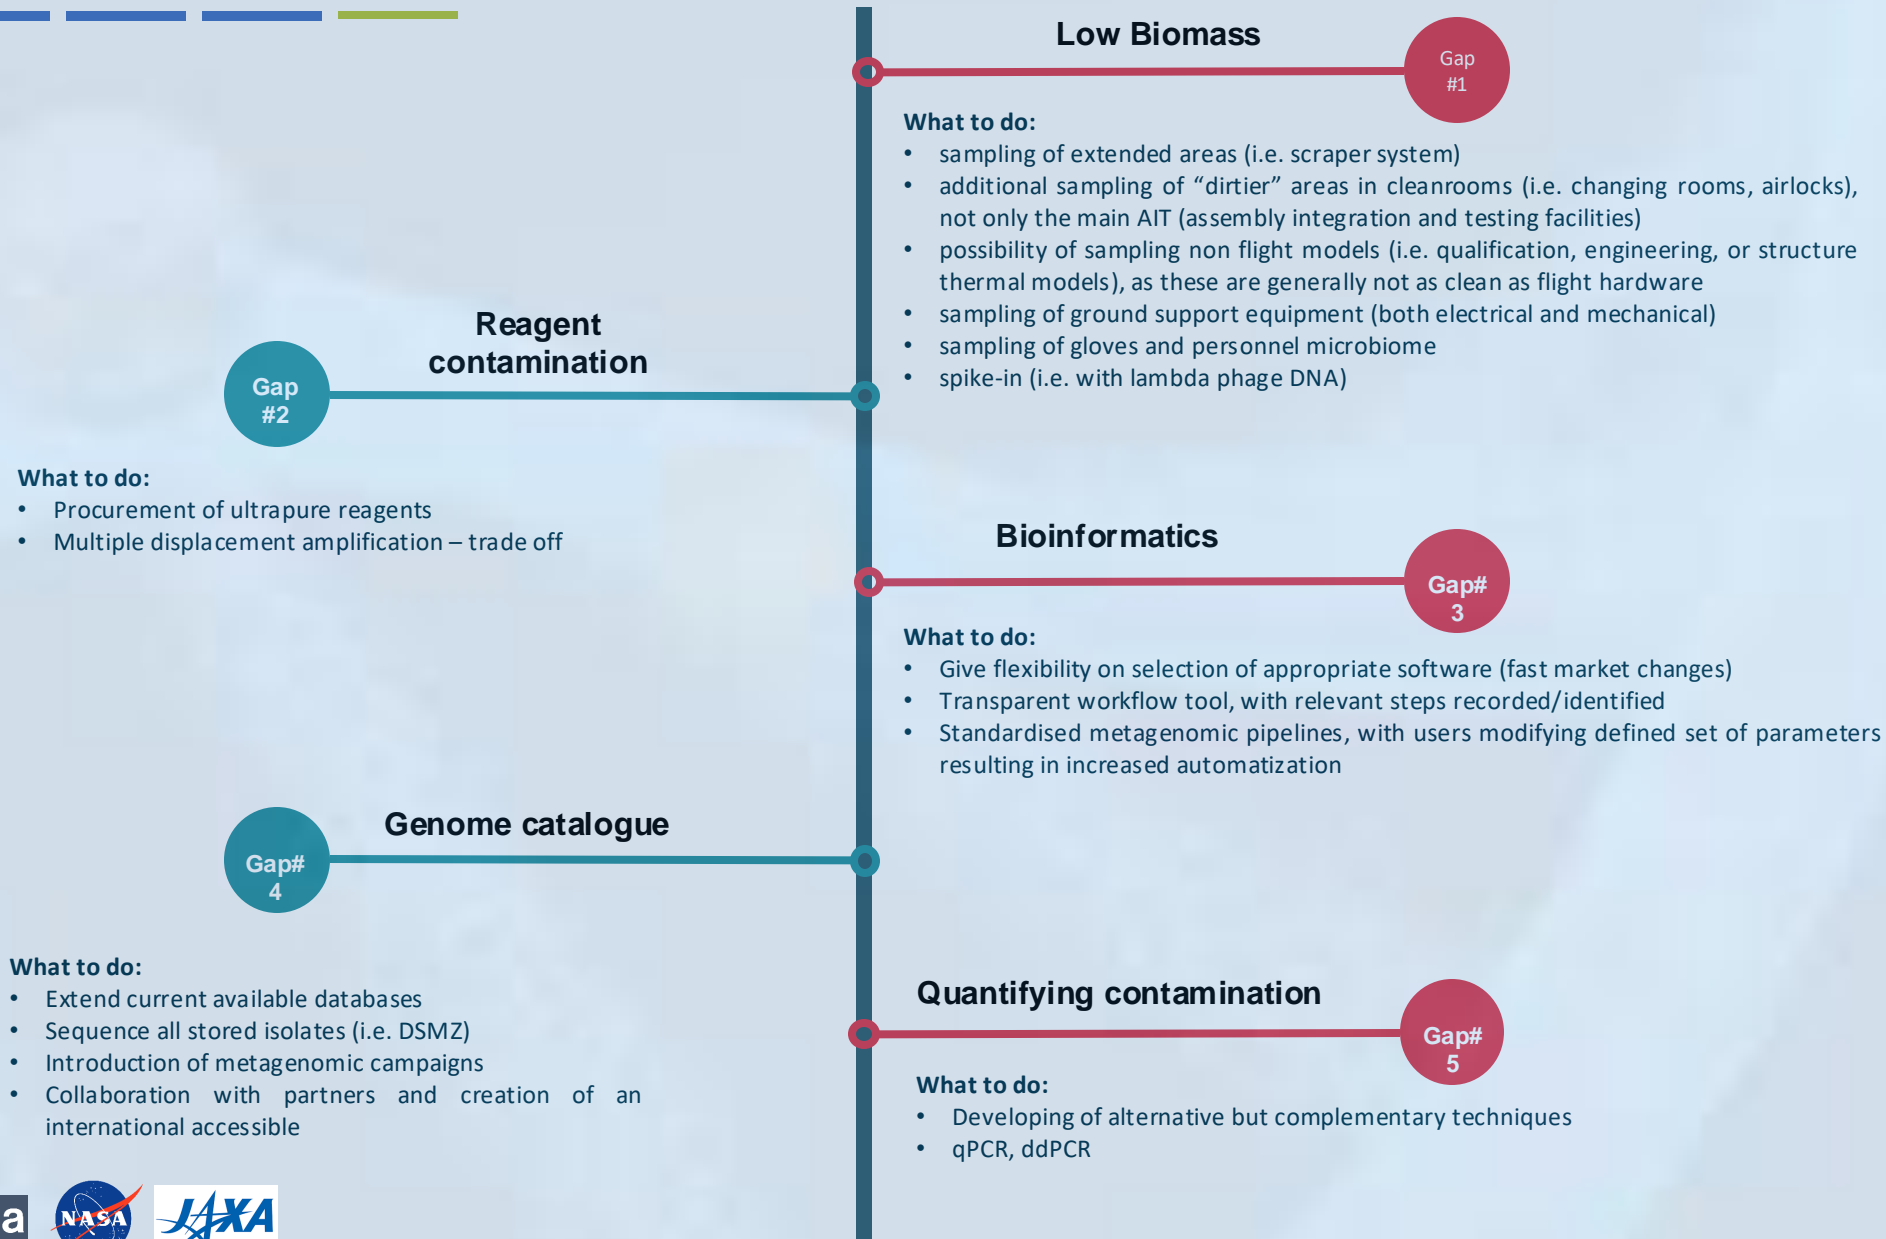 Low Biomass
Gap
#1
What to do:
• sampling of extended areas (i.e. scraper system)
• additional sampling of “dirtier” areas in cleanrooms (i.e. changing rooms, airlocks),
not only the main AIT (assembly integration and testing facilities)
• possibility of sampling non flight models (i.e. qualification, engineering, or structure
thermal models), as these are generally not as clean as flight hardware
• sampling of ground support equipment (both electrical and mechanical)
• sampling of gloves and personnel microbiome
• spike-in (i.e. with lambda phage DNA)
Reagent
contamination
Gap
#2
What to do:
• Procurement of ultrapure reagents
• Multiple displacement amplification – trade off
Bioinformatics
Gap#
3
What to do:
• Give flexibility on selection of appropriate software (fast market changes)
• Transparent workflow tool, with relevant steps recorded/identified
• Standardised metagenomic pipelines, with users modifying defined set of parameters
resulting in increased automatization
Genome catalogue
Gap#
4
What to do:
• Extend current available databases
• Sequence all stored isolates (i.e. DSMZ)
• Introduction of metagenomic campaigns
• Collaboration with partners and creation of an
international accessible
Quantifying contamination
Gap#
5
What to do:
• Developing of alternative but complementary techniques
• qPCR, ddPCR
a
NASA
JAXA